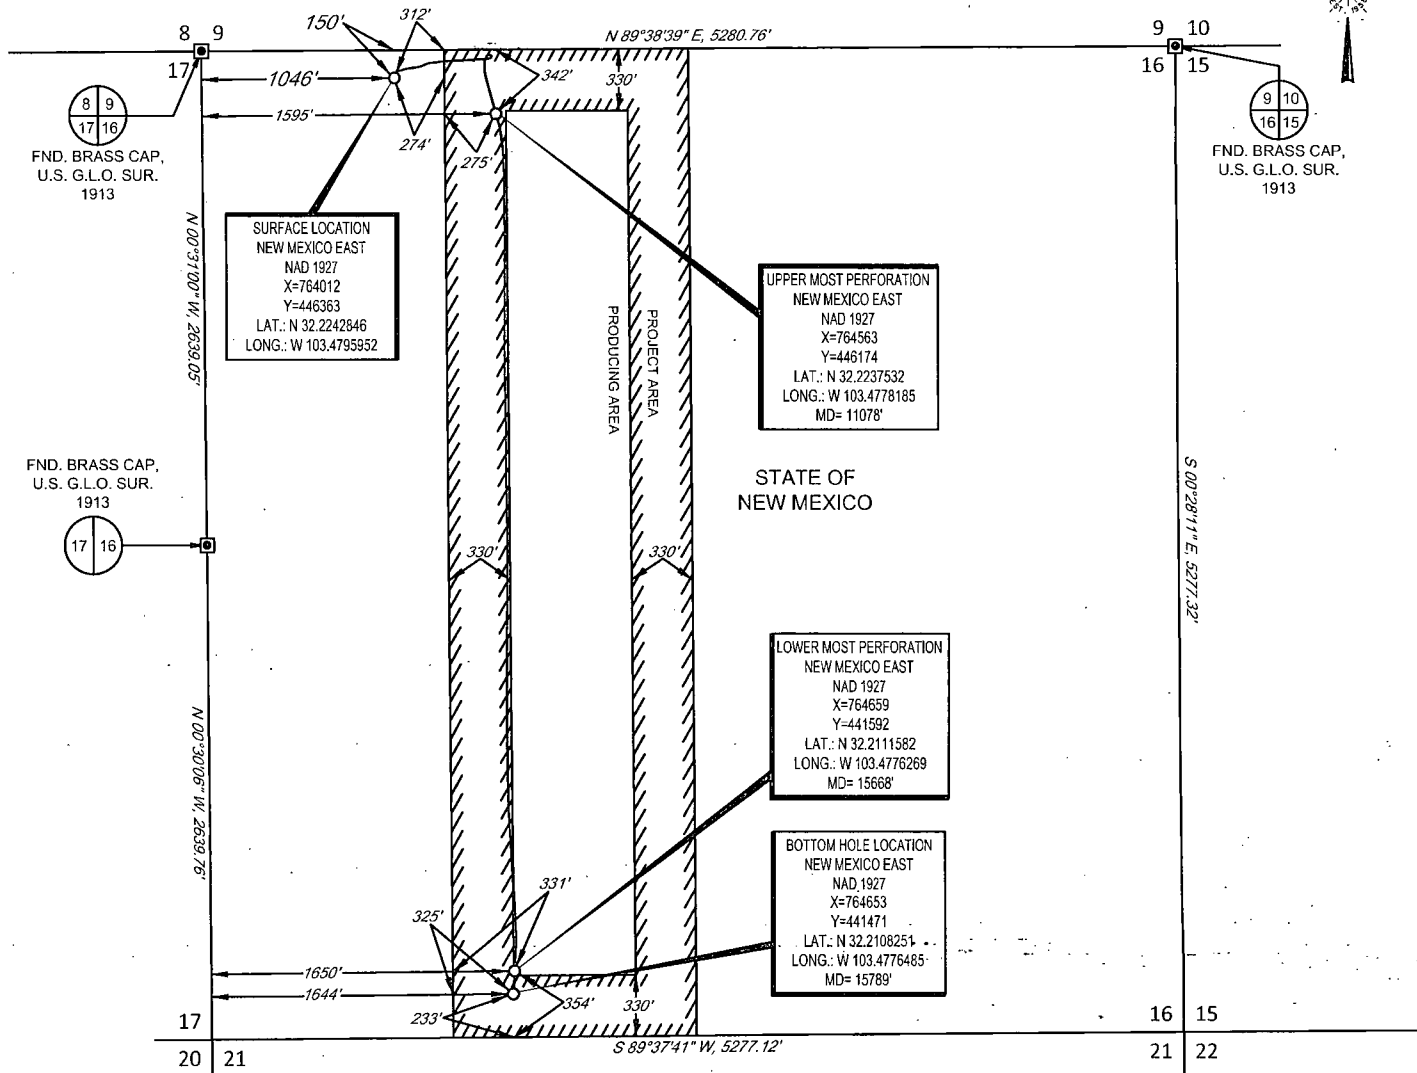 8 9
17
150'
312'
N 89°38'39" E, 5280.76'
9 10
16 15
1046'
342'
330'
1595'
274'
275'
8 9
17 16
FND. BRASS CAP,
U.S. G.L.O. SUR.
1913
9 10
16 15
FND. BRASS CAP,
U.S. G.L.O. SUR.
1913
N 00°31'00" W, 2639.05'
SURFACE LOCATION
NEW MEXICO EAST
NAD 1927
X=764012
Y=446363
LAT.: N 32.2242846
LONG.: W 103.4795952
UPPER MOST PERFORATION
NEW MEXICO EAST
NAD 1927
X=764563
Y=446174
LAT.: N 32.2237532
LONG.: W 103.4778185
MD= 11078'
PRODUCING AREA
PROJECT AREA
FND. BRASS CAP,
U.S. G.L.O. SUR.
1913
17 16
STATE OF
NEW MEXICO
S 00°28'11" E, 5277.32'
330'
330'
LOWER MOST PERFORATION
NEW MEXICO EAST
NAD 1927
X=764659
Y=441592
LAT.: N 32.2111582
LONG.: W 103.4776269
MD= 15668'
N 00°30'06" W, 2639.76'
BOTTOM HOLE LOCATION
NEW MEXICO EAST
NAD 1927
X=764653
Y=441471
LAT.: N 32.2108251
LONG.: W 103.4776485
MD= 15789'
331'
325'
1650'
1644'
233'
354'
330'
17
20 21
S 89°37'41" W, 5277.12'
16 15
21 22